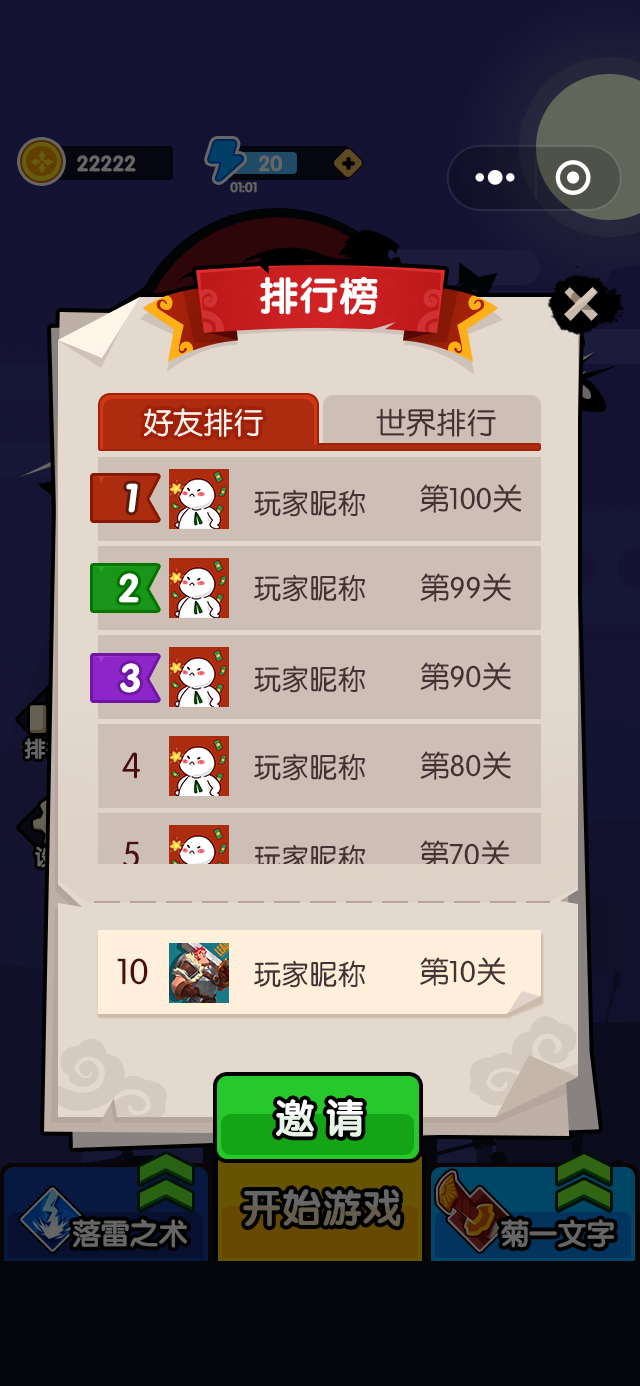 22222
20
01:01
排行榜
好友排行
世界排行
1 玩家昵称 第100关
2 玩家昵称 第99关
3 玩家昵称 第90关
4 玩家昵称 第80关
5 玩家昵称 第70关
排
设
10 玩家昵称 第10关
邀请
落雷之术
开始游戏
菊一文字